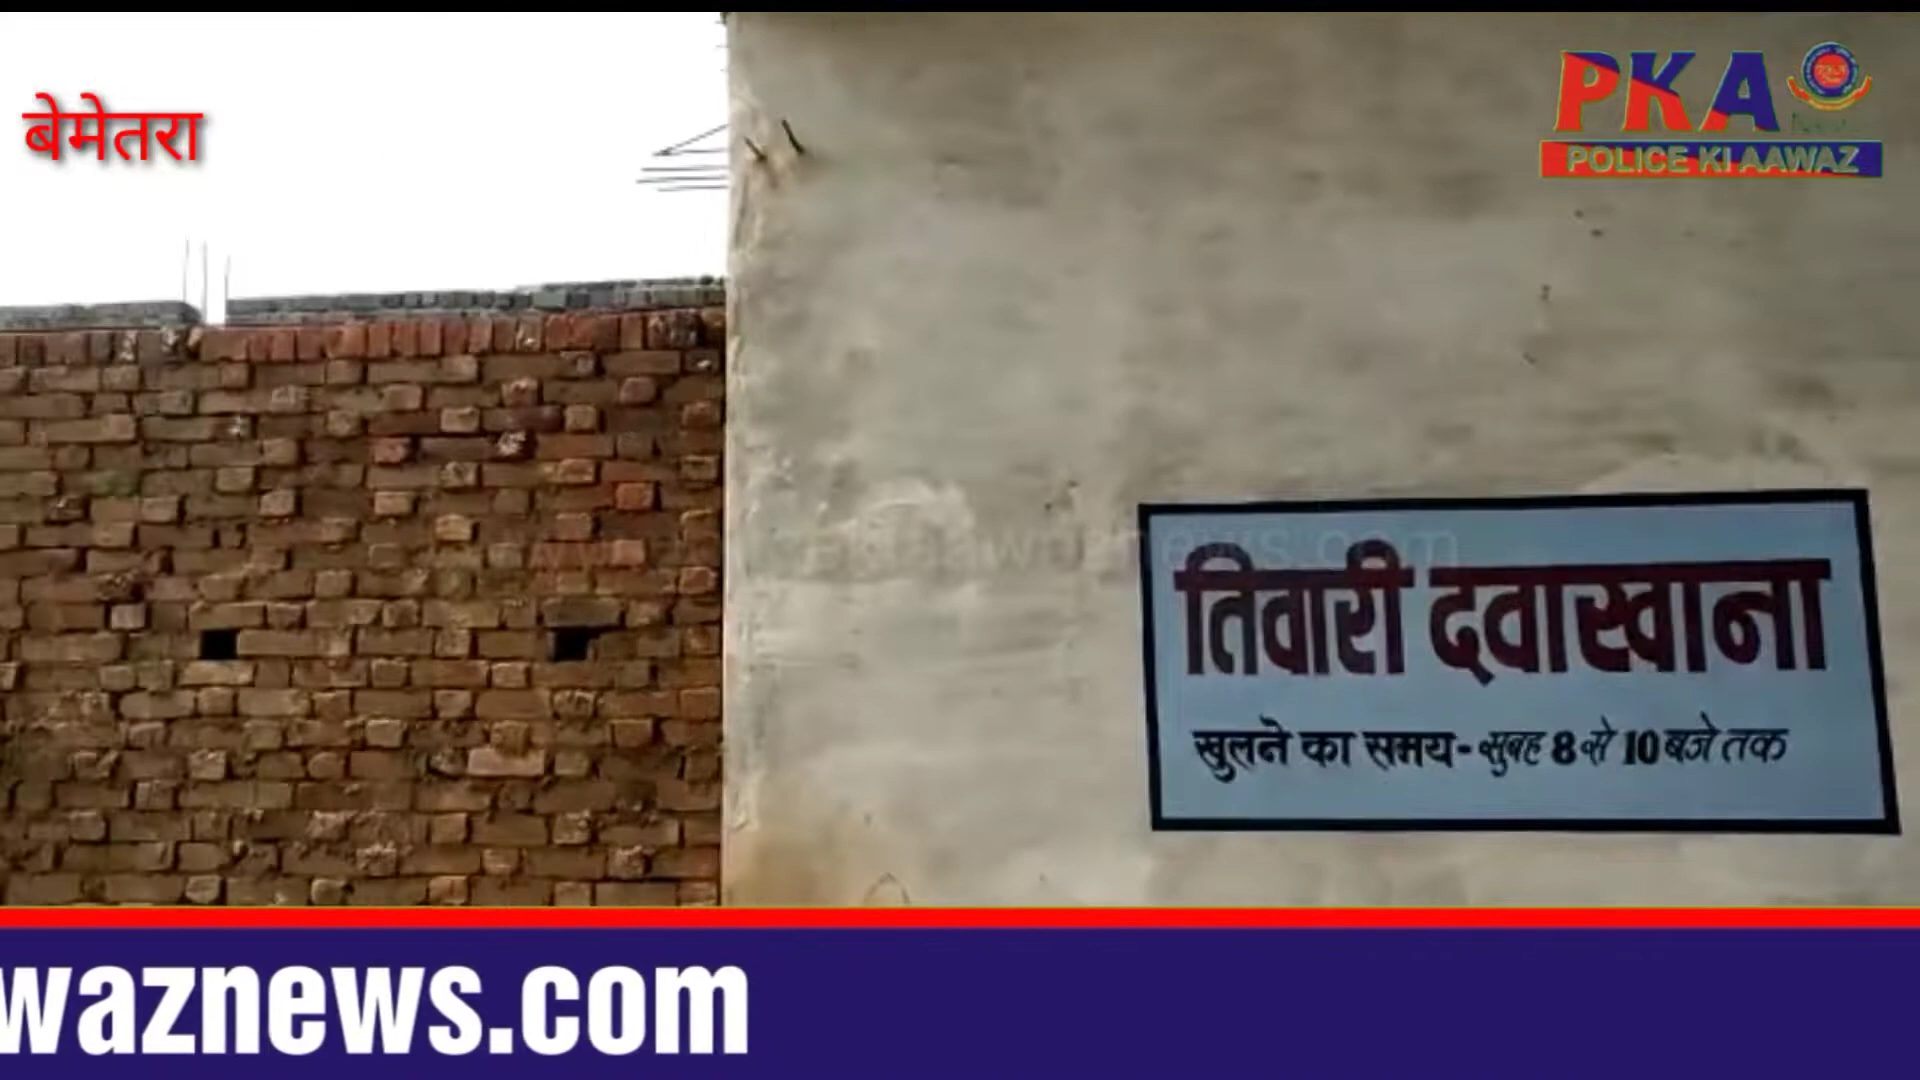 बेमेतरा
PKA
POLICE KI AAWAZ
तिवारी दवाखाना
खुलने का समय- सुबह 8 से 10 बजे तक
waznews.com